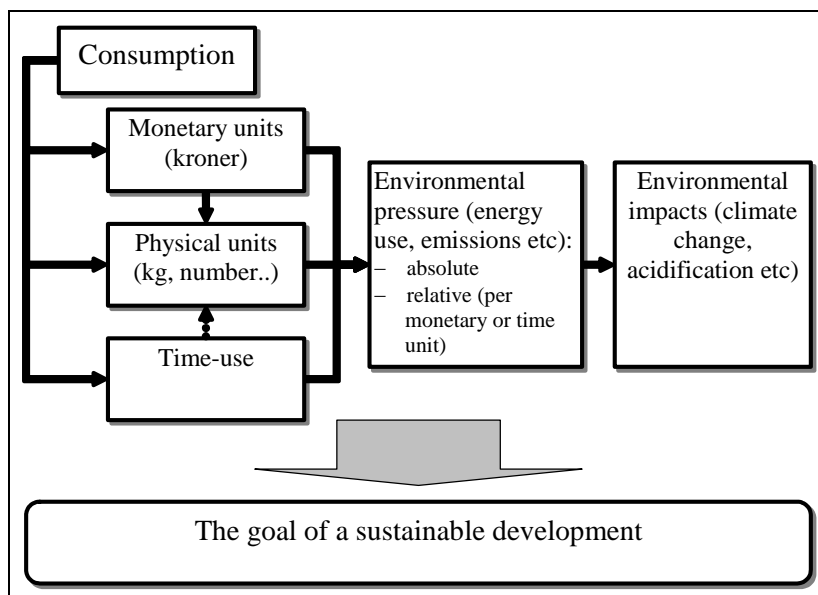 Consumption
Monetary units
(kroner)
Physical units
(kg, number..)
Time-use
Environmental
pressure (energy
use, emissions etc):
– absolute
– relative (per
monetary or time
unit)
Environmental
impacts (climate
change,
acidification etc)
The goal of a sustainable development